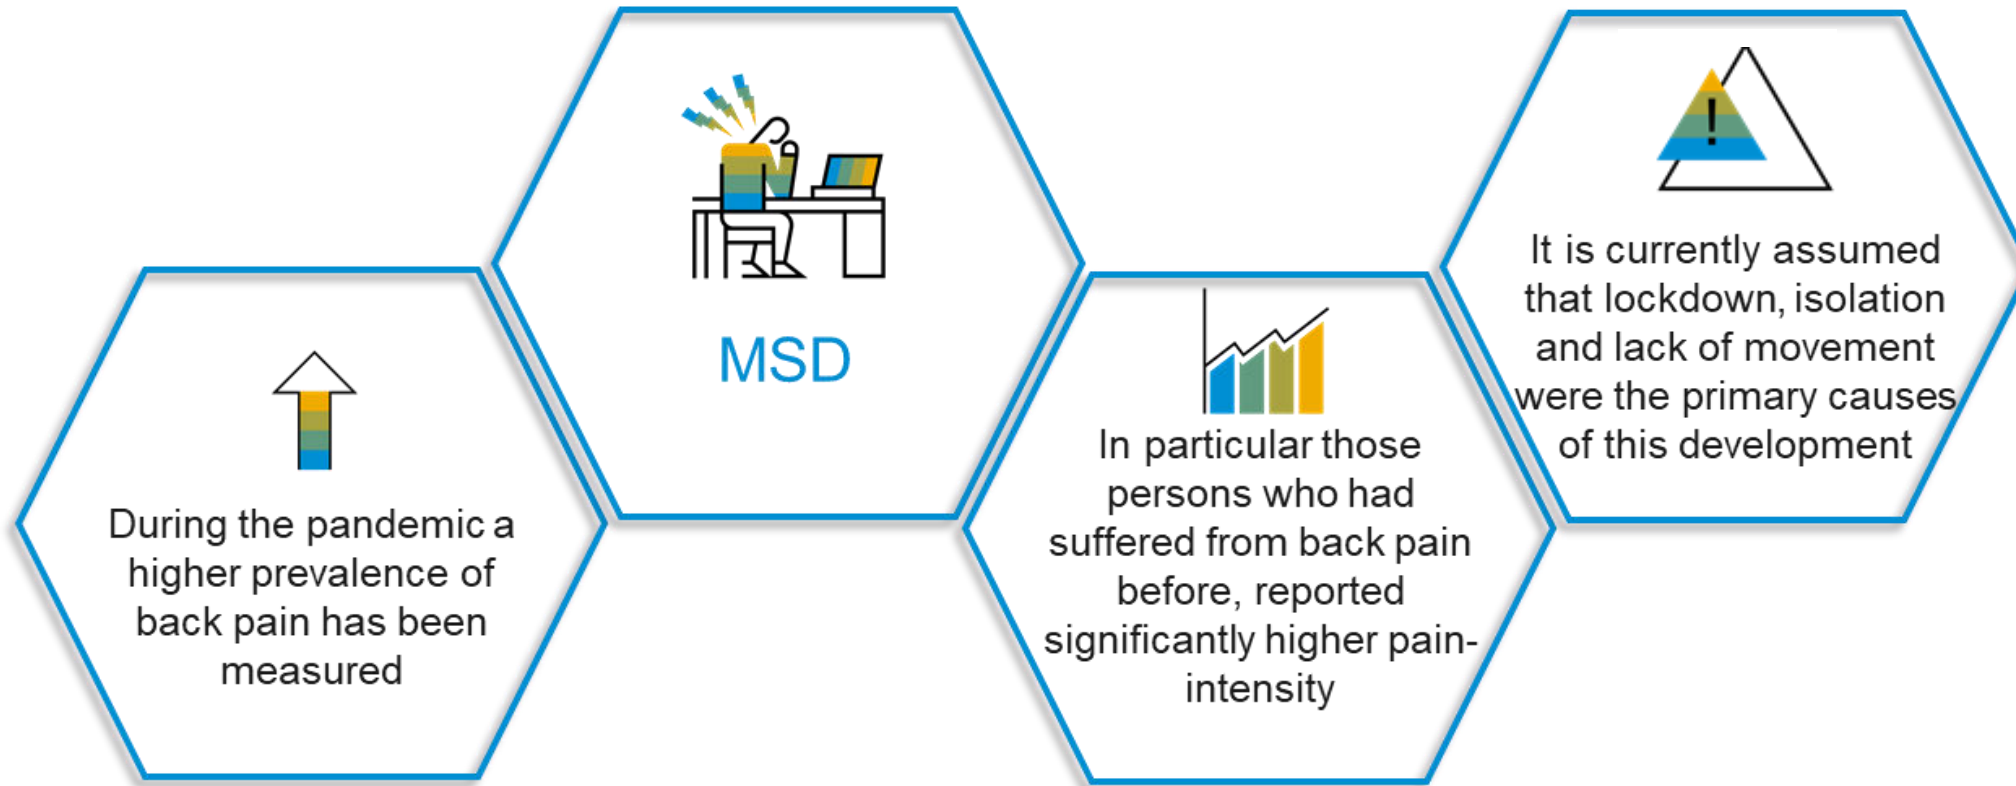 During the pandemic a
higher prevalence of
back pain has been
measured
MSD
In particular those
persons who had
suffered from back pain
before, reported
significantly higher pain-
intensity
!
It is currently assumed
that lockdown, isolation
and lack of movement
were the primary causes
of this development